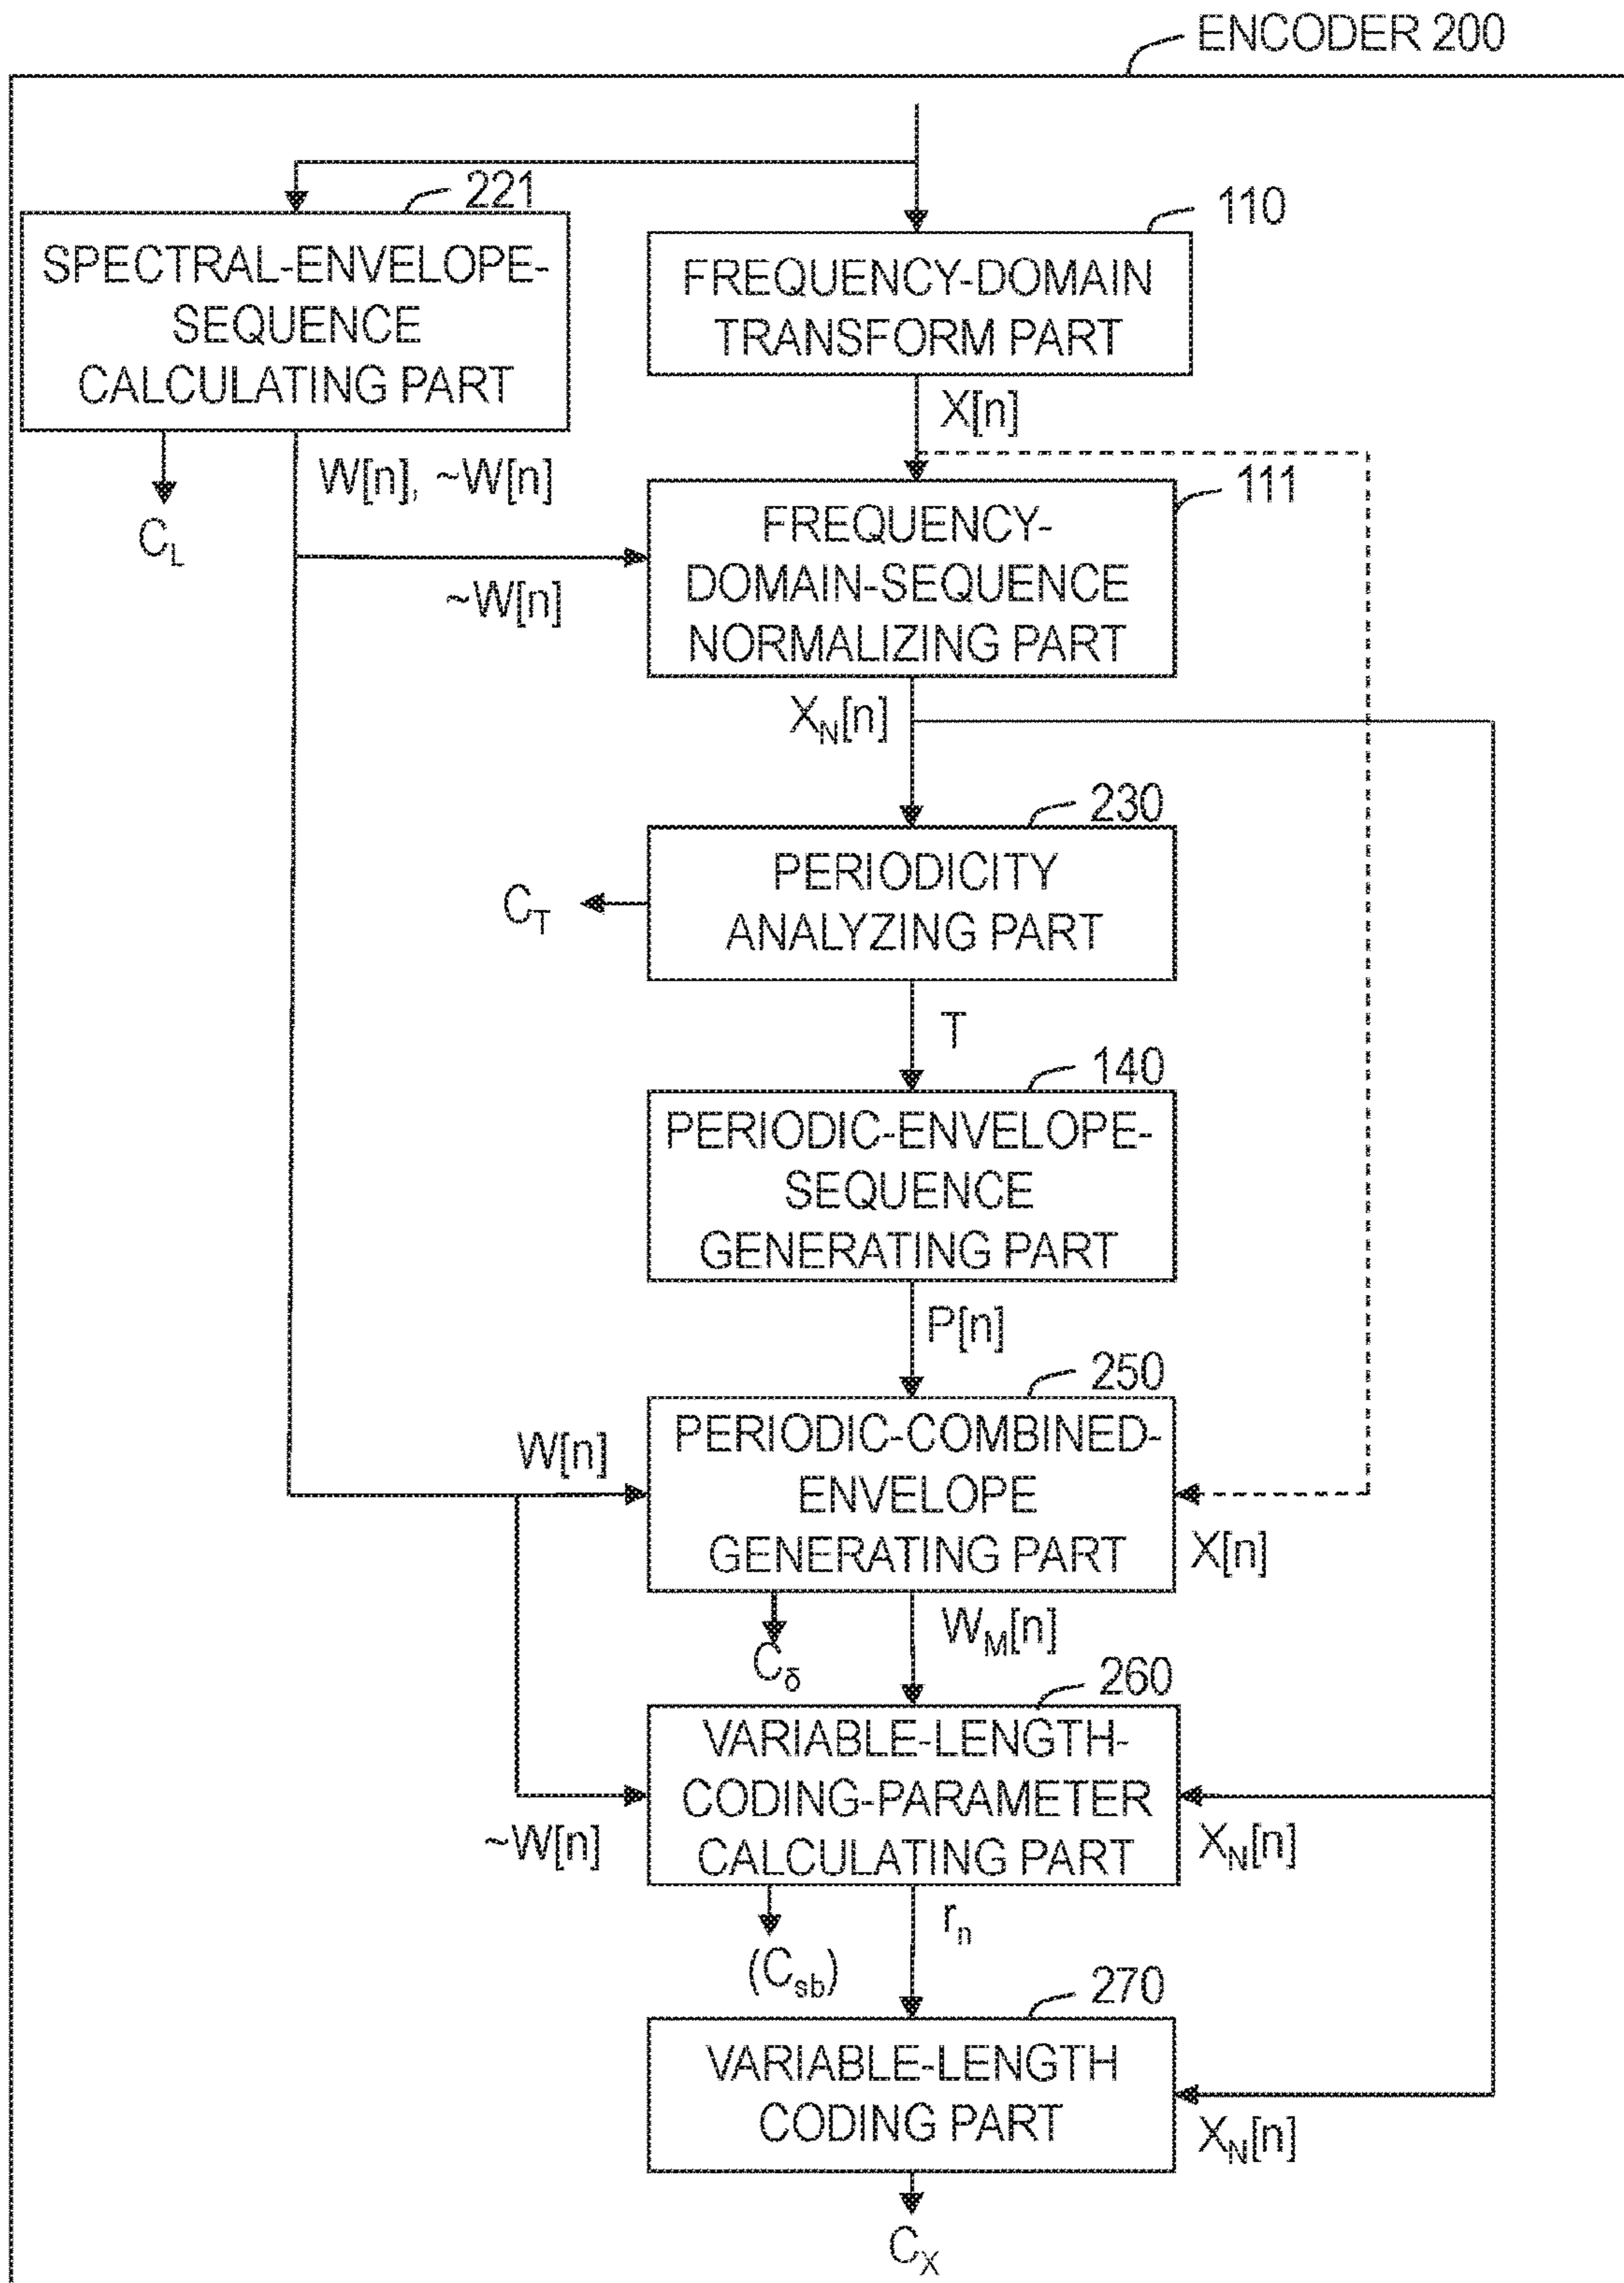 ENCODER 200
221
SPECTRAL-ENVELOPE-
SEQUENCE
CALCULATING PART
110
FREQUENCY-DOMAIN
TRANSFORM PART
X[n]
W[n], ~W[n]
C_L
~W[n]
111
FREQUENCY-
DOMAIN-SEQUENCE
NORMALIZING PART
X_N[n]
230
PERIODICITY
ANALYZING PART
C_T
T
140
PERIODIC-ENVELOPE-
SEQUENCE
GENERATING PART
P[n]
250
PERIODIC-COMBINED-
ENVELOPE
GENERATING PART
W[n]
X[n]
W_M[n]
C_δ
260
VARIABLE-LENGTH-
CODING-PARAMETER
CALCULATING PART
~W[n]
X_N[n]
r_n
(C_sb)
270
VARIABLE-LENGTH
CODING PART
X_N[n]
C_X